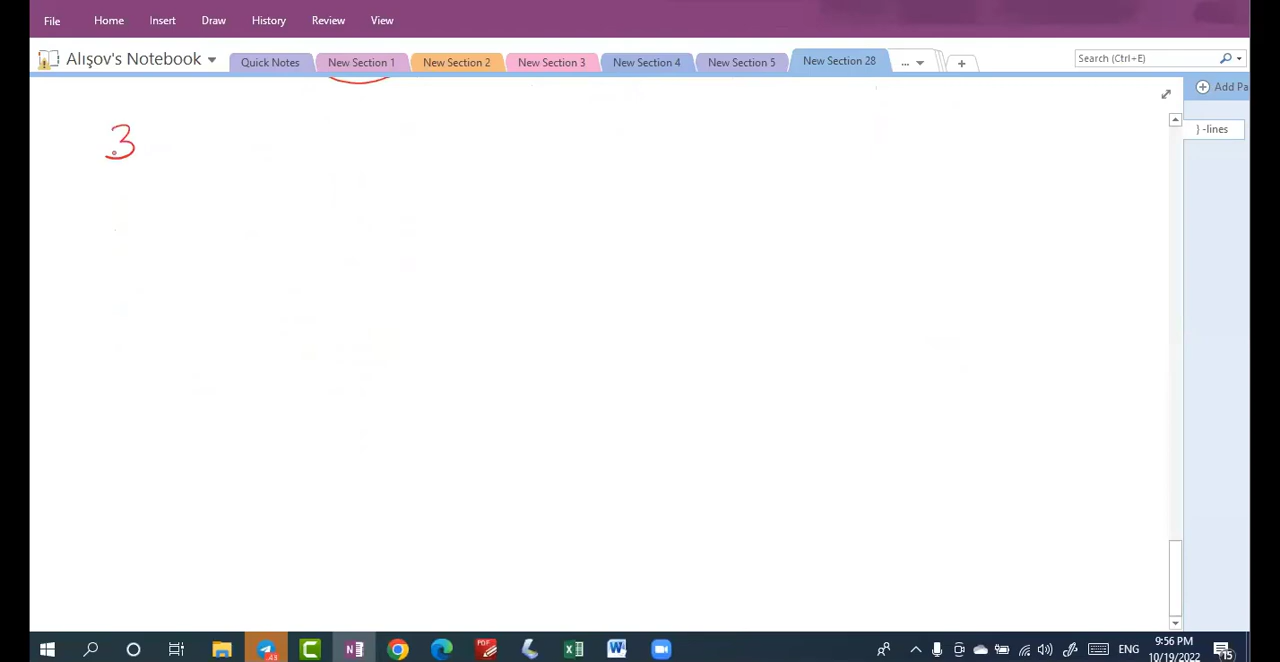 File Home Insert Draw History Review View
Alışov's Notebook Quick Notes New Section 1 New Section 2 New Section 3 New Section 4 New Section 5 New Section 28 ... Search (Ctrl+E)
Add Pa
} -lines
3
43 ENG 9:56 PM
10/19/2022 15